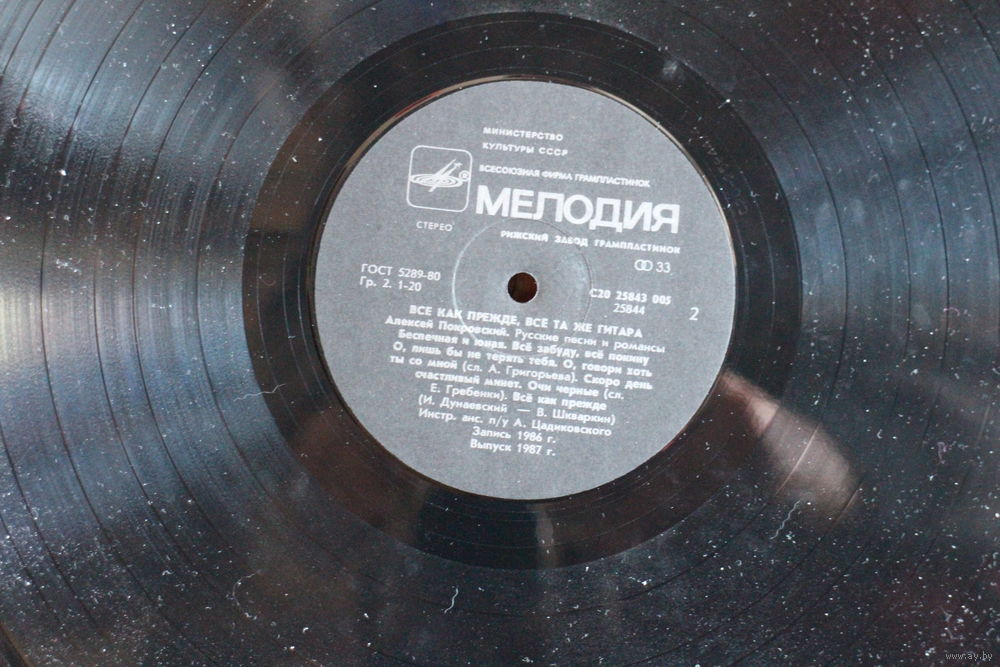 МИНИСТЕРСТВО
КУЛЬТУРЫ СССР
ВСЕСОЮЗНАЯ ФИРМА ГРАМПЛАСТИНОК
®
МЕЛОДИЯ
СТЕРЕО
РИЖСКИЙ ЗАВОД ГРАМПЛАСТИНОК
33
ГОСТ 5289-80
Гр. 2. 1-20
С20 25843 005
25844
2
ВСЕ КАК ПРЕЖДЕ, ВСЕ ТА ЖЕ ГИТАРА
Алексей Покровский. Русские песни и романсы
Беспечная и юная. Всё забуду, всё покину
О, лишь бы не терять тебя. О, говори хоть
ты со мной (сл. А. Григорьева). Скоро день
счастливый минет. Очи черные (сл.
Е. Гребенки). Всё как прежде
(И. Дунаевский — В. Шкваркин)
Инстр. анс. п/у А. Цадиковского
Запись 1986 г.
Выпуск 1987 г.
www.ay.by